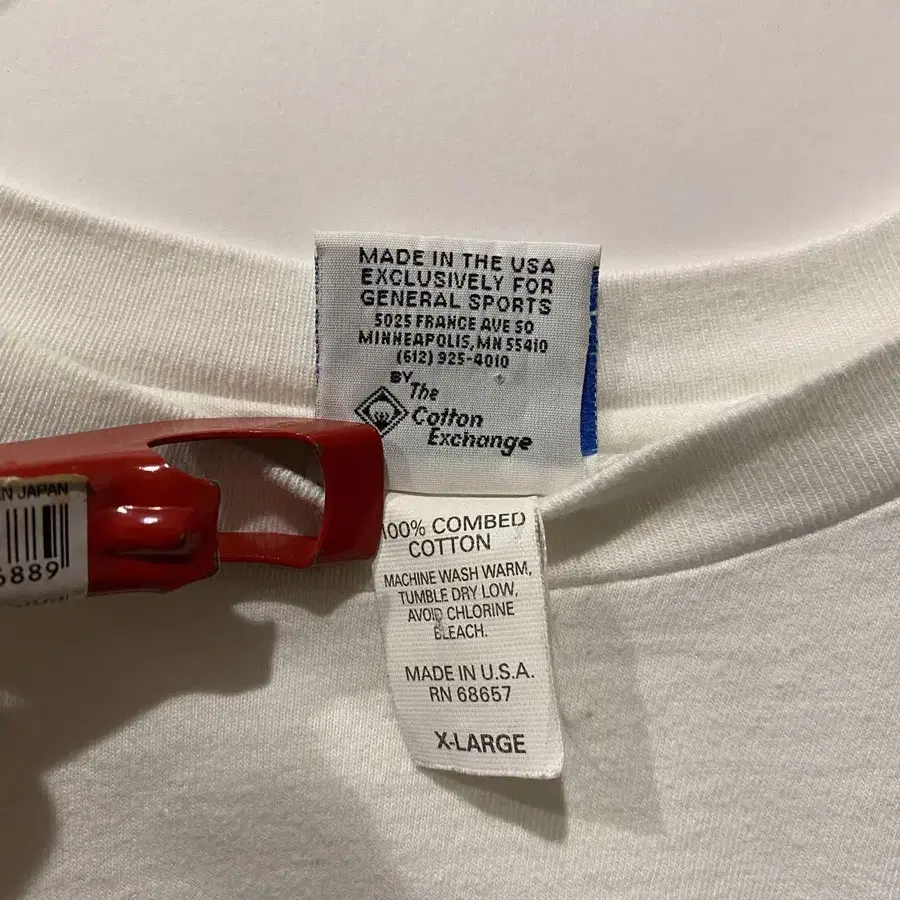 MADE IN THE USA
EXCLUSIVELY FOR
GENERAL SPORTS
5025 FRANCE AVE SO
MINNEAPOLIS, MN 55410
(612) 925-4010
BY
The
Cotton
Exchange
N JAPAN
6889
100% COMBED
COTTON
MACHINE WASH WARM,
TUMBLE DRY LOW,
AVOID CHLORINE
BLEACH.
MADE IN U.S.A.
RN 68657
X-LARGE